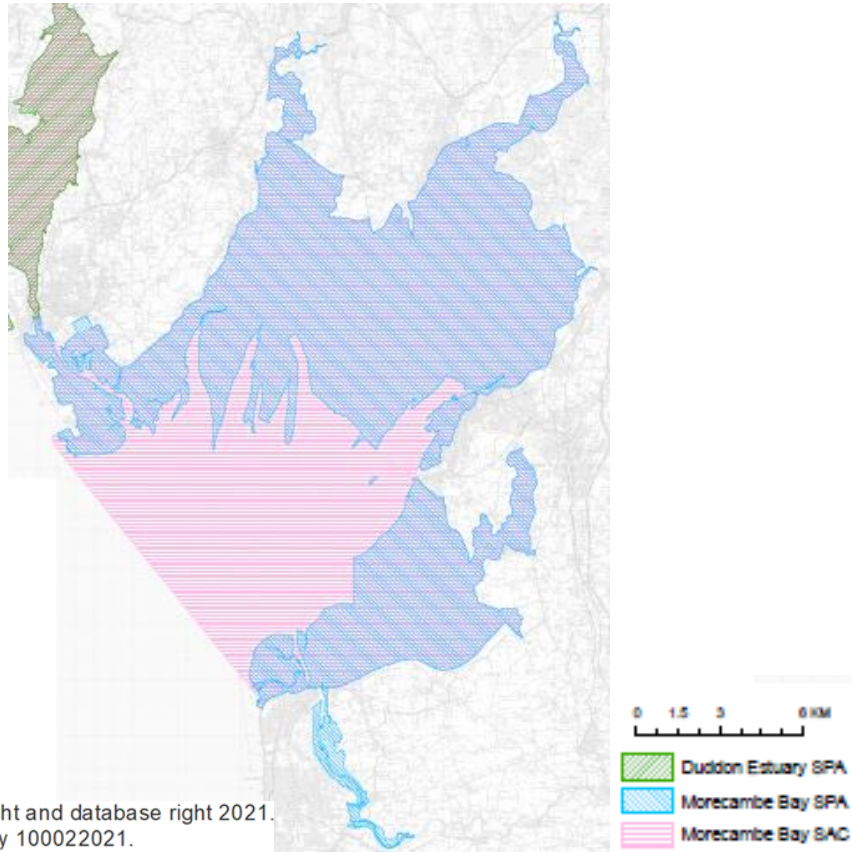 0 1.5 3 6 KM
Duddon Estuary SPA
Morecambe Bay SPA
Morecambe Bay SAC
ht and database right 2021.
y 100022021.